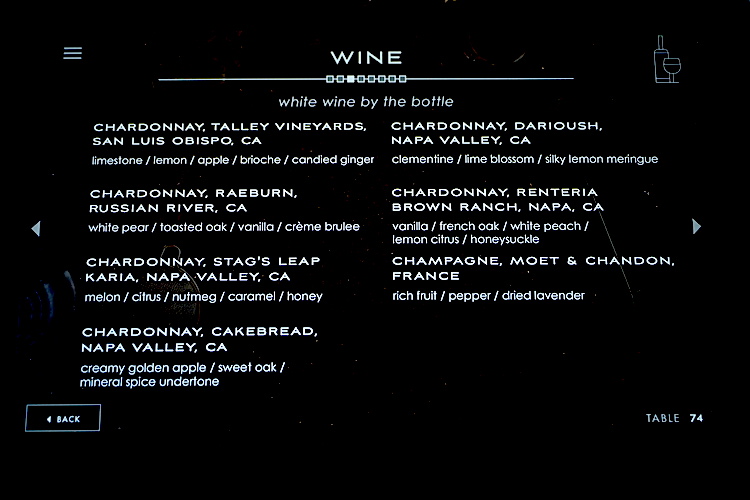 WINE
white wine by the bottle
CHARDONNAY, TALLEY VINEYARDS,
SAN LUIS OBISPO, CA
limestone / lemon / apple / brioche / candied ginger
CHARDONNAY, RAEBURN,
RUSSIAN RIVER, CA
white pear / toasted oak / vanilla / crème brulee
CHARDONNAY, STAG'S LEAP
KARIA, NAPA VALLEY, CA
melon / citrus / nutmeg / caramel / honey
CHARDONNAY, CAKEBREAD,
NAPA VALLEY, CA
creamy golden apple / sweet oak /
mineral spice undertone
CHARDONNAY, DARIOUSH,
NAPA VALLEY, CA
clementine / lime blossom / silky lemon meringue
CHARDONNAY, RENTERIA
BROWN RANCH, NAPA, CA
vanilla / french oak / white peach /
lemon citrus / honeysuckle
CHAMPAGNE, MOET & CHANDON,
FRANCE
rich fruit / pepper / dried lavender
BACK
TABLE 74